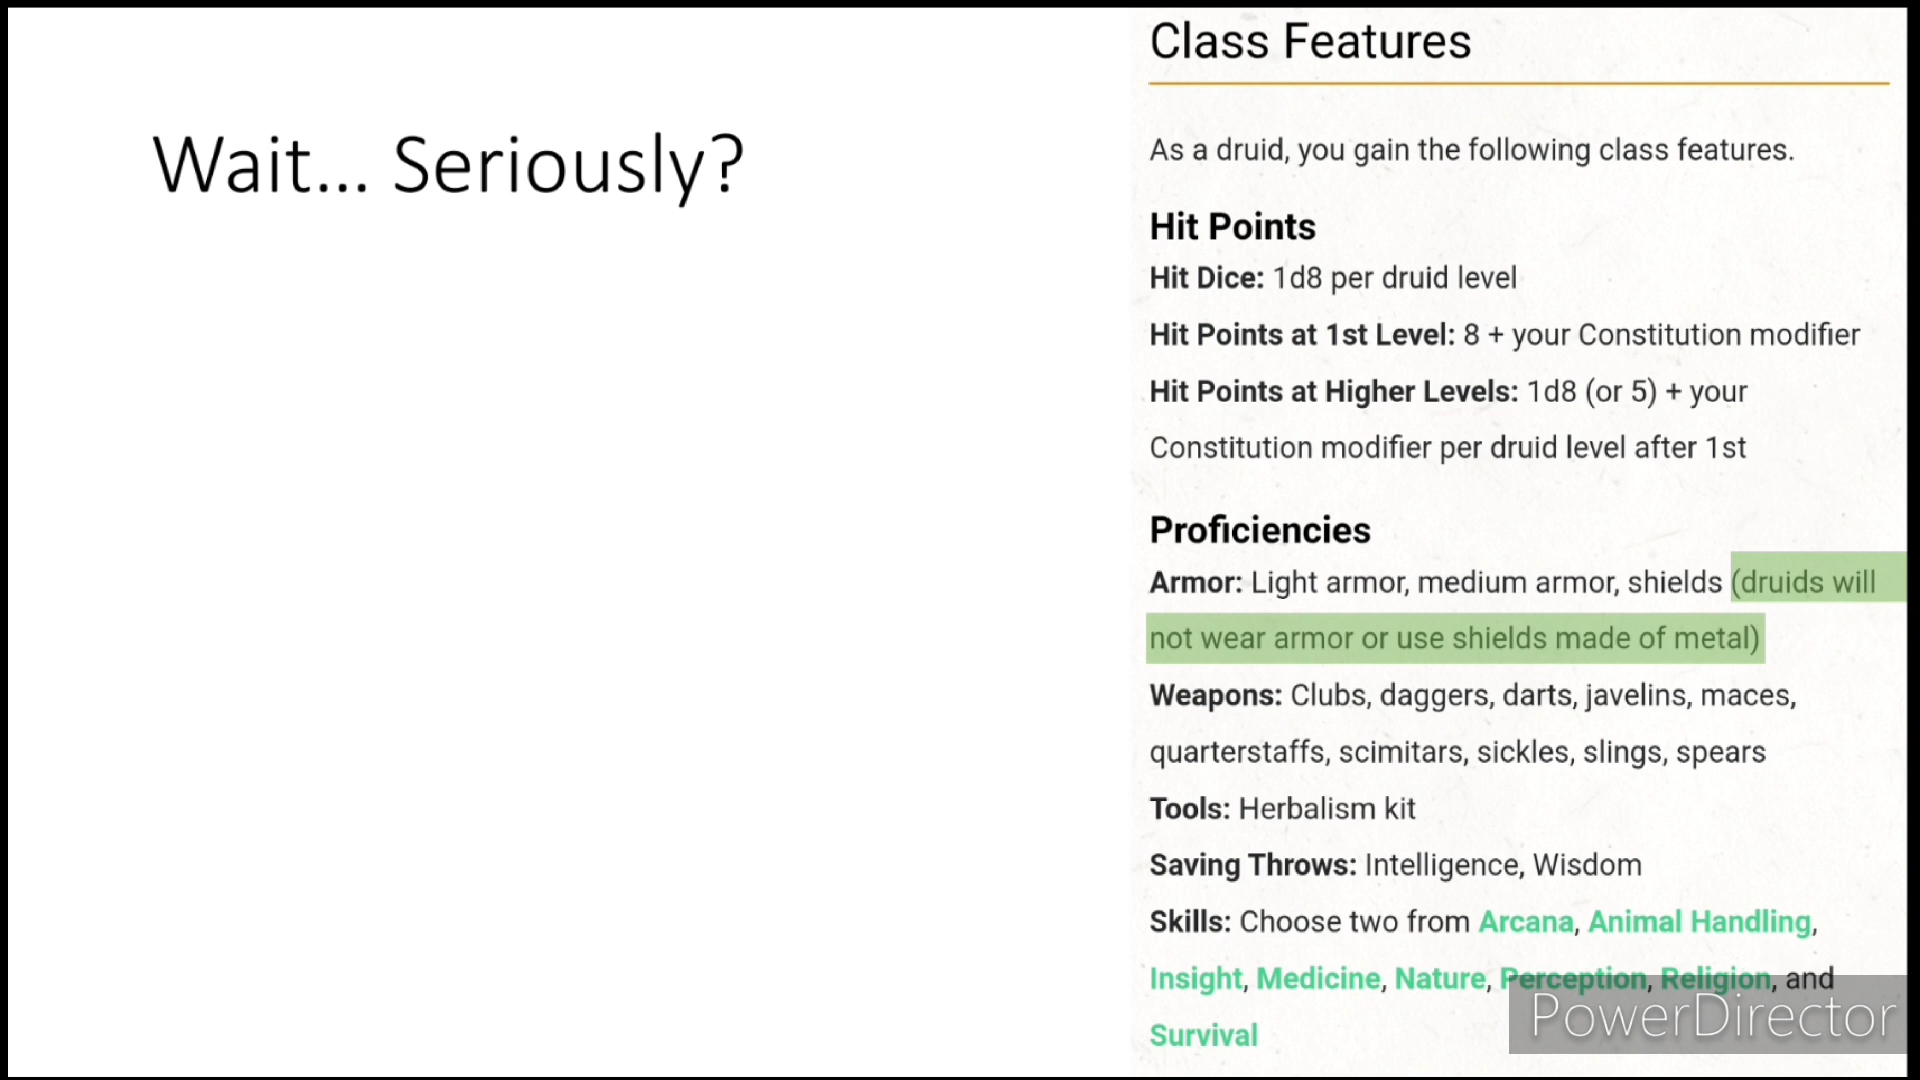 Wait... Seriously?
Class Features
As a druid, you gain the following class features.
Hit Points
Hit Dice: 1d8 per druid level
Hit Points at 1st Level: 8 + your Constitution modifier
Hit Points at Higher Levels: 1d8 (or 5) + your
Constitution modifier per druid level after 1st
Proficiencies
Armor: Light armor, medium armor, shields (druids will
not wear armor or use shields made of metal)
Weapons: Clubs, daggers, darts, javelins, maces,
quarterstaffs, scimitars, sickles, slings, spears
Tools: Herbalism kit
Saving Throws: Intelligence, Wisdom
Skills: Choose two from Arcana, Animal Handling,
Insight, Medicine, Nature, Perception, Religion, and
Survival
PowerDirector